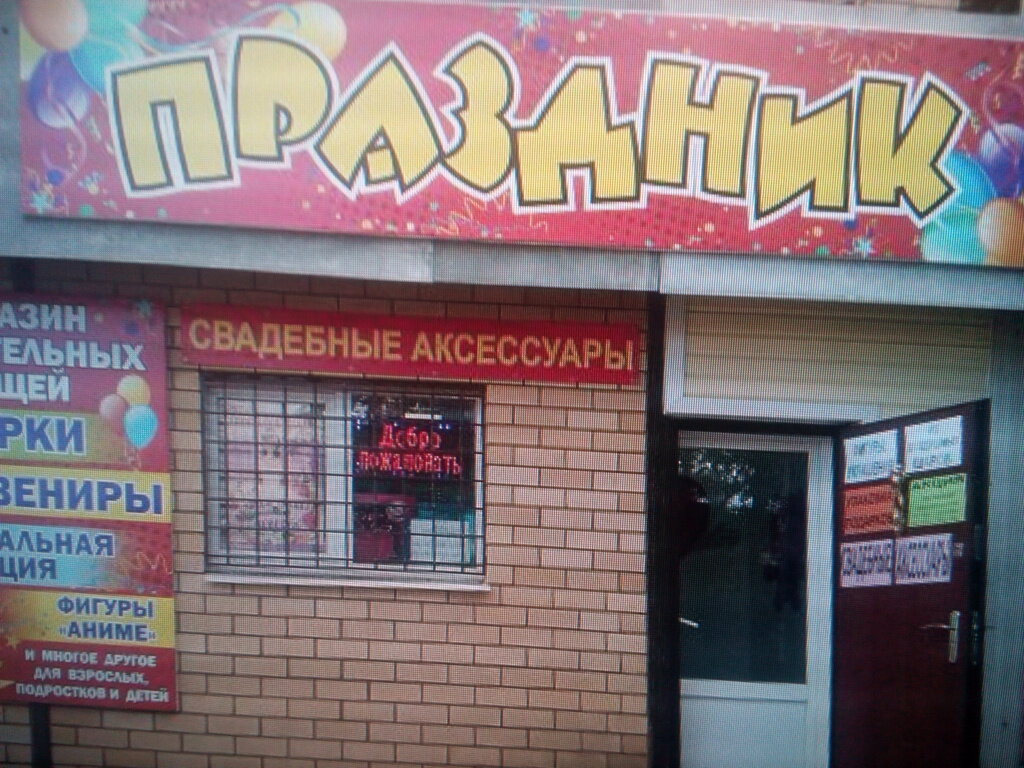 ПРАЗДНИК
АЗИН
ТЕЛЬНЫХ
ЩЕЙ
РКИ
ВЕНИРЫ
АЛЬНАЯ
ЦИЯ
ФИГУРЫ
«АНИМЕ»
И МНОГОЕ ДРУГОЕ
ДЛЯ ВЗРОСЛЫХ,
ПОДРОСТКОВ И ДЕТЕЙ
СВАДЕБНЫЕ АКСЕССУАРЫ
Добро
пожаловать
СВАДЕБНЫЕ АКСЕССУАРЫ